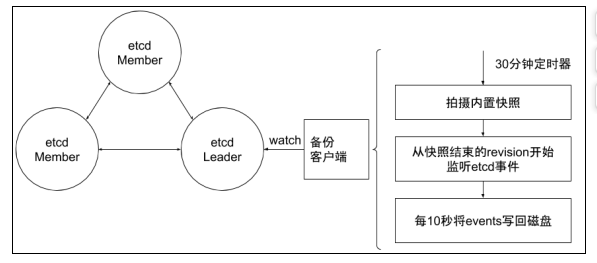 etcd
Member
etcd
Member
etcd
Leader
watch
备份
客户端
30分钟定时器
拍摄内置快照
从快照结束的revision开始
监听etcd事件
每10秒将events写回磁盘